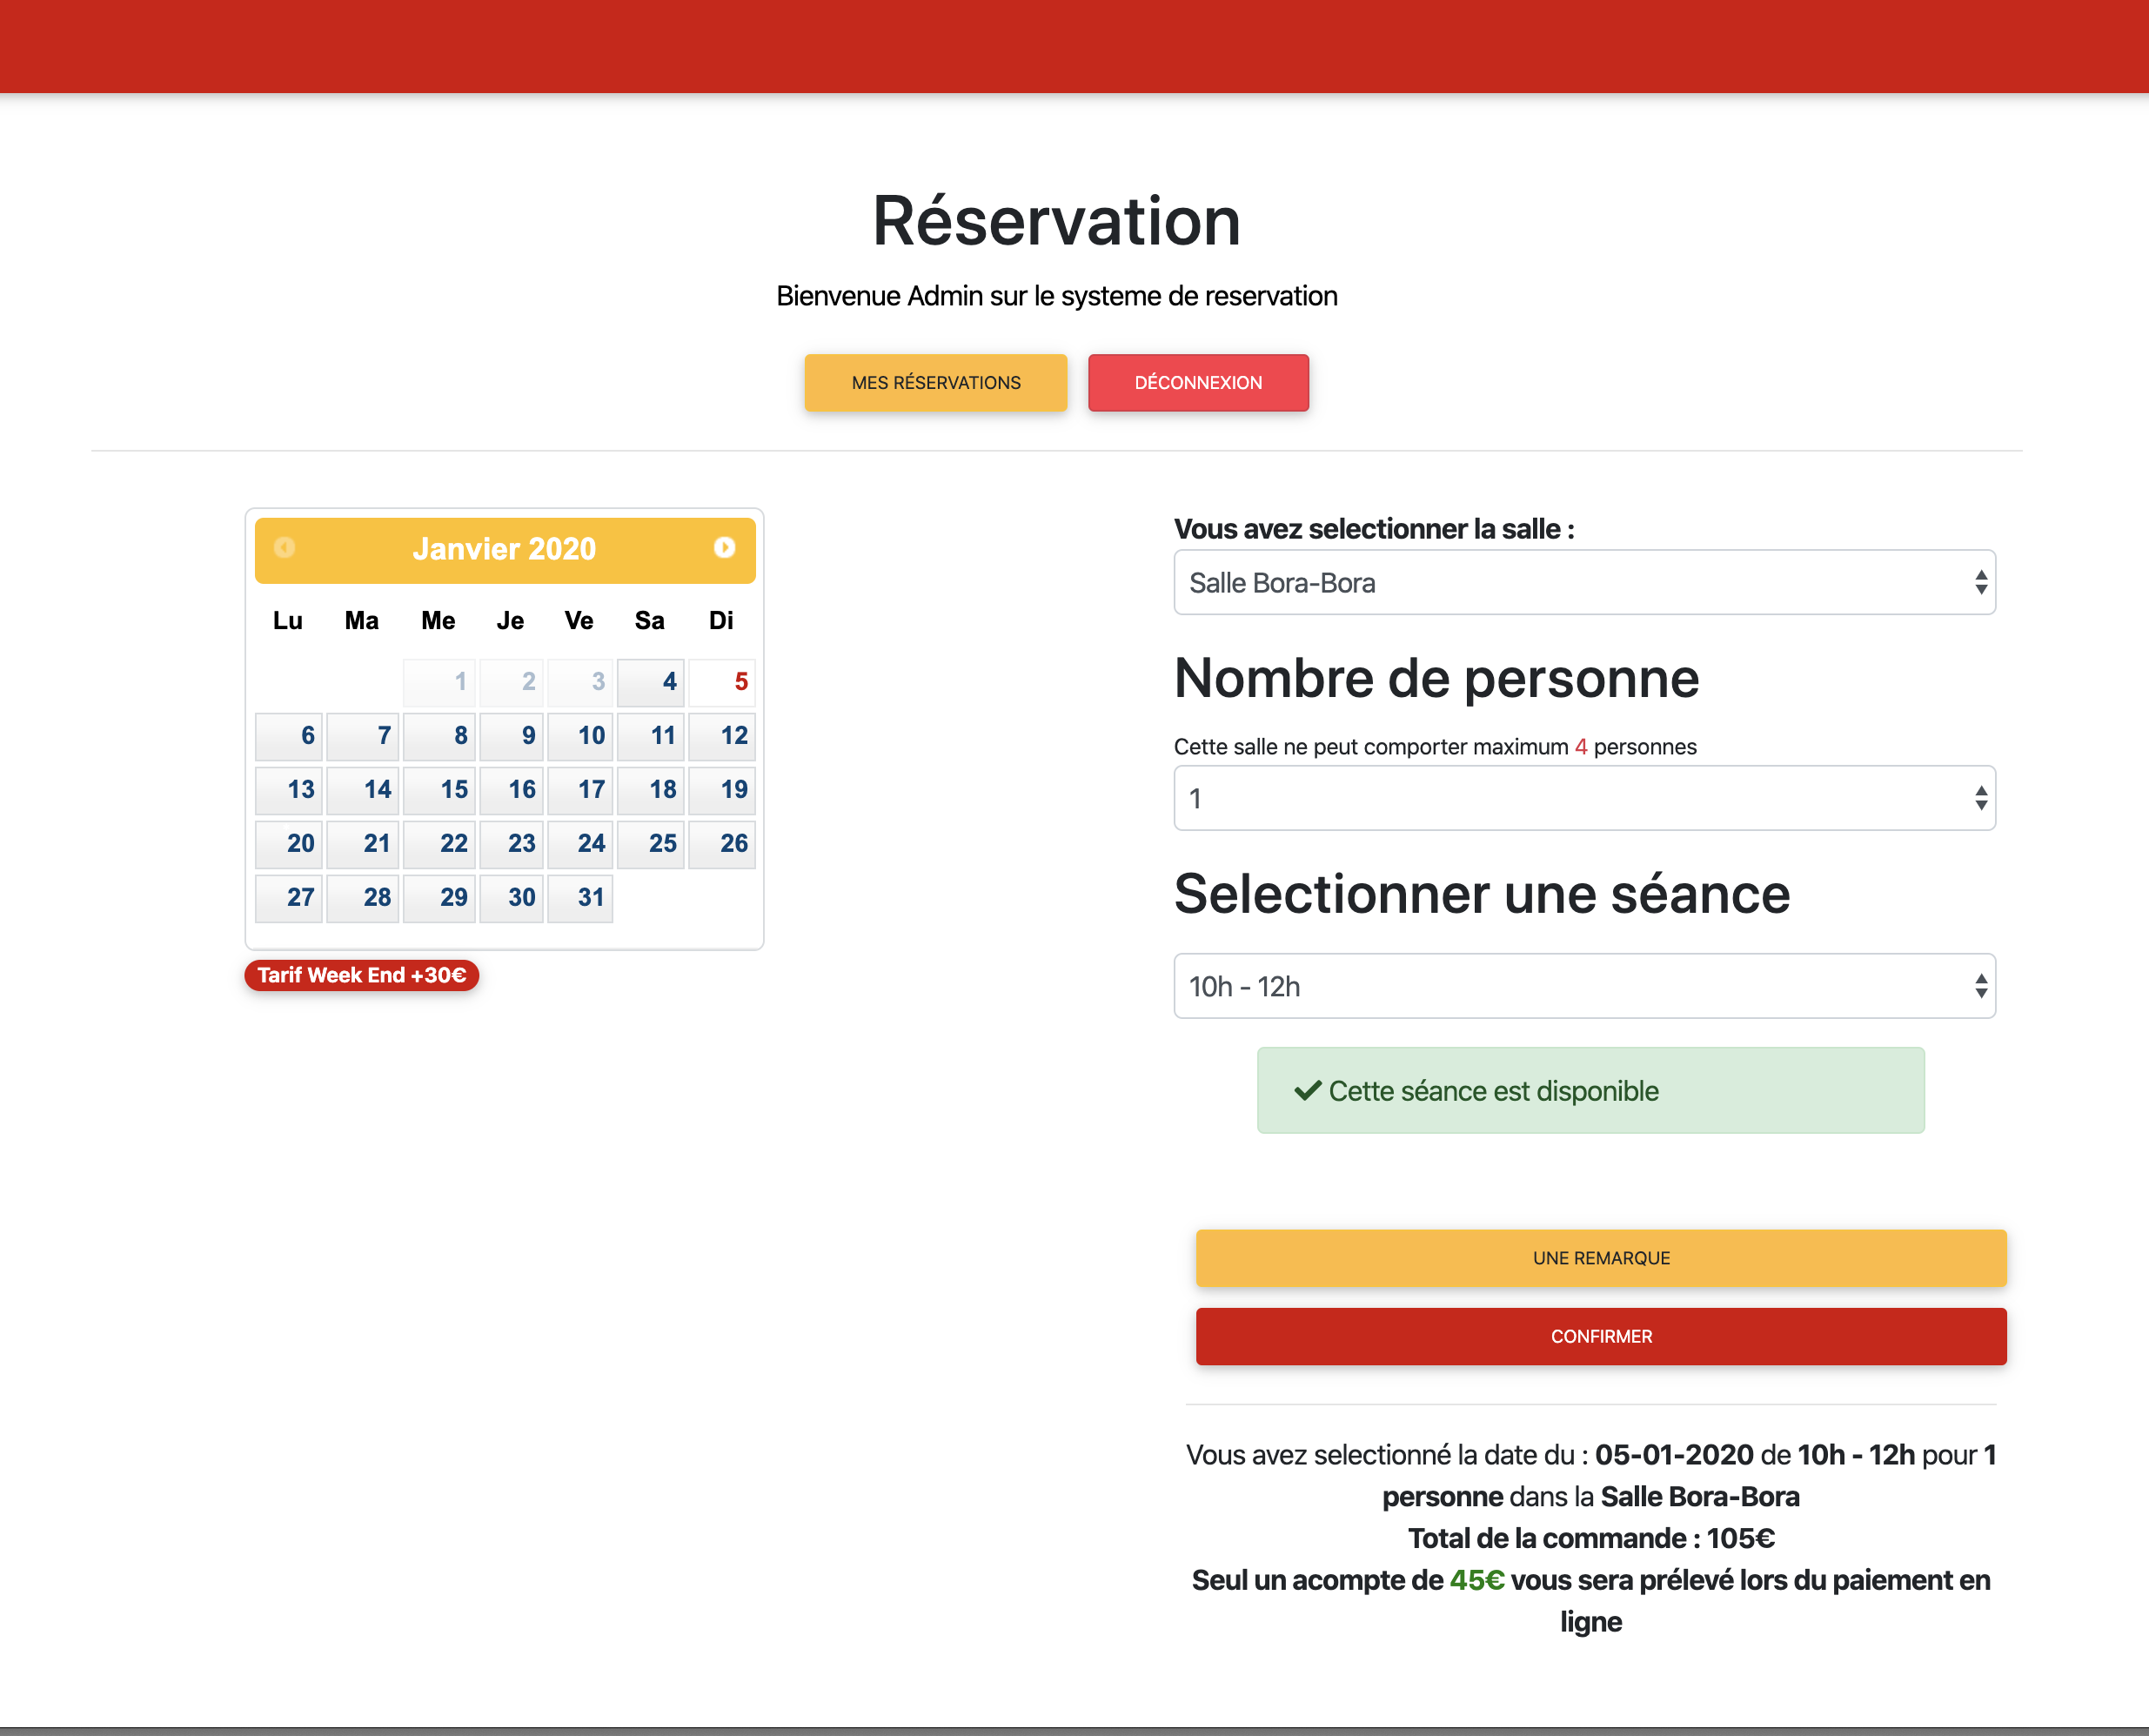 Réservation
Bienvenue Admin sur le systeme de reservation
MES RÉSERVATIONS
DÉCONNEXION
Janvier 2020
Lu Ma Me Je Ve Sa Di
1 2 3 4 5
6 7 8 9 10 11 12
13 14 15 16 17 18 19
20 21 22 23 24 25 26
27 28 29 30 31
Tarif Week End +30€
Vous avez selectionner la salle :
Salle Bora-Bora
Nombre de personne
Cette salle ne peut comporter maximum 4 personnes
1
Selectionner une séance
10h - 12h
Cette séance est disponible
UNE REMARQUE
CONFIRMER
Vous avez selectionné la date du : 05-01-2020 de 10h - 12h pour 1
personne dans la Salle Bora-Bora
Total de la commande : 105€
Seul un acompte de 45€ vous sera prélevé lors du paiement en
ligne